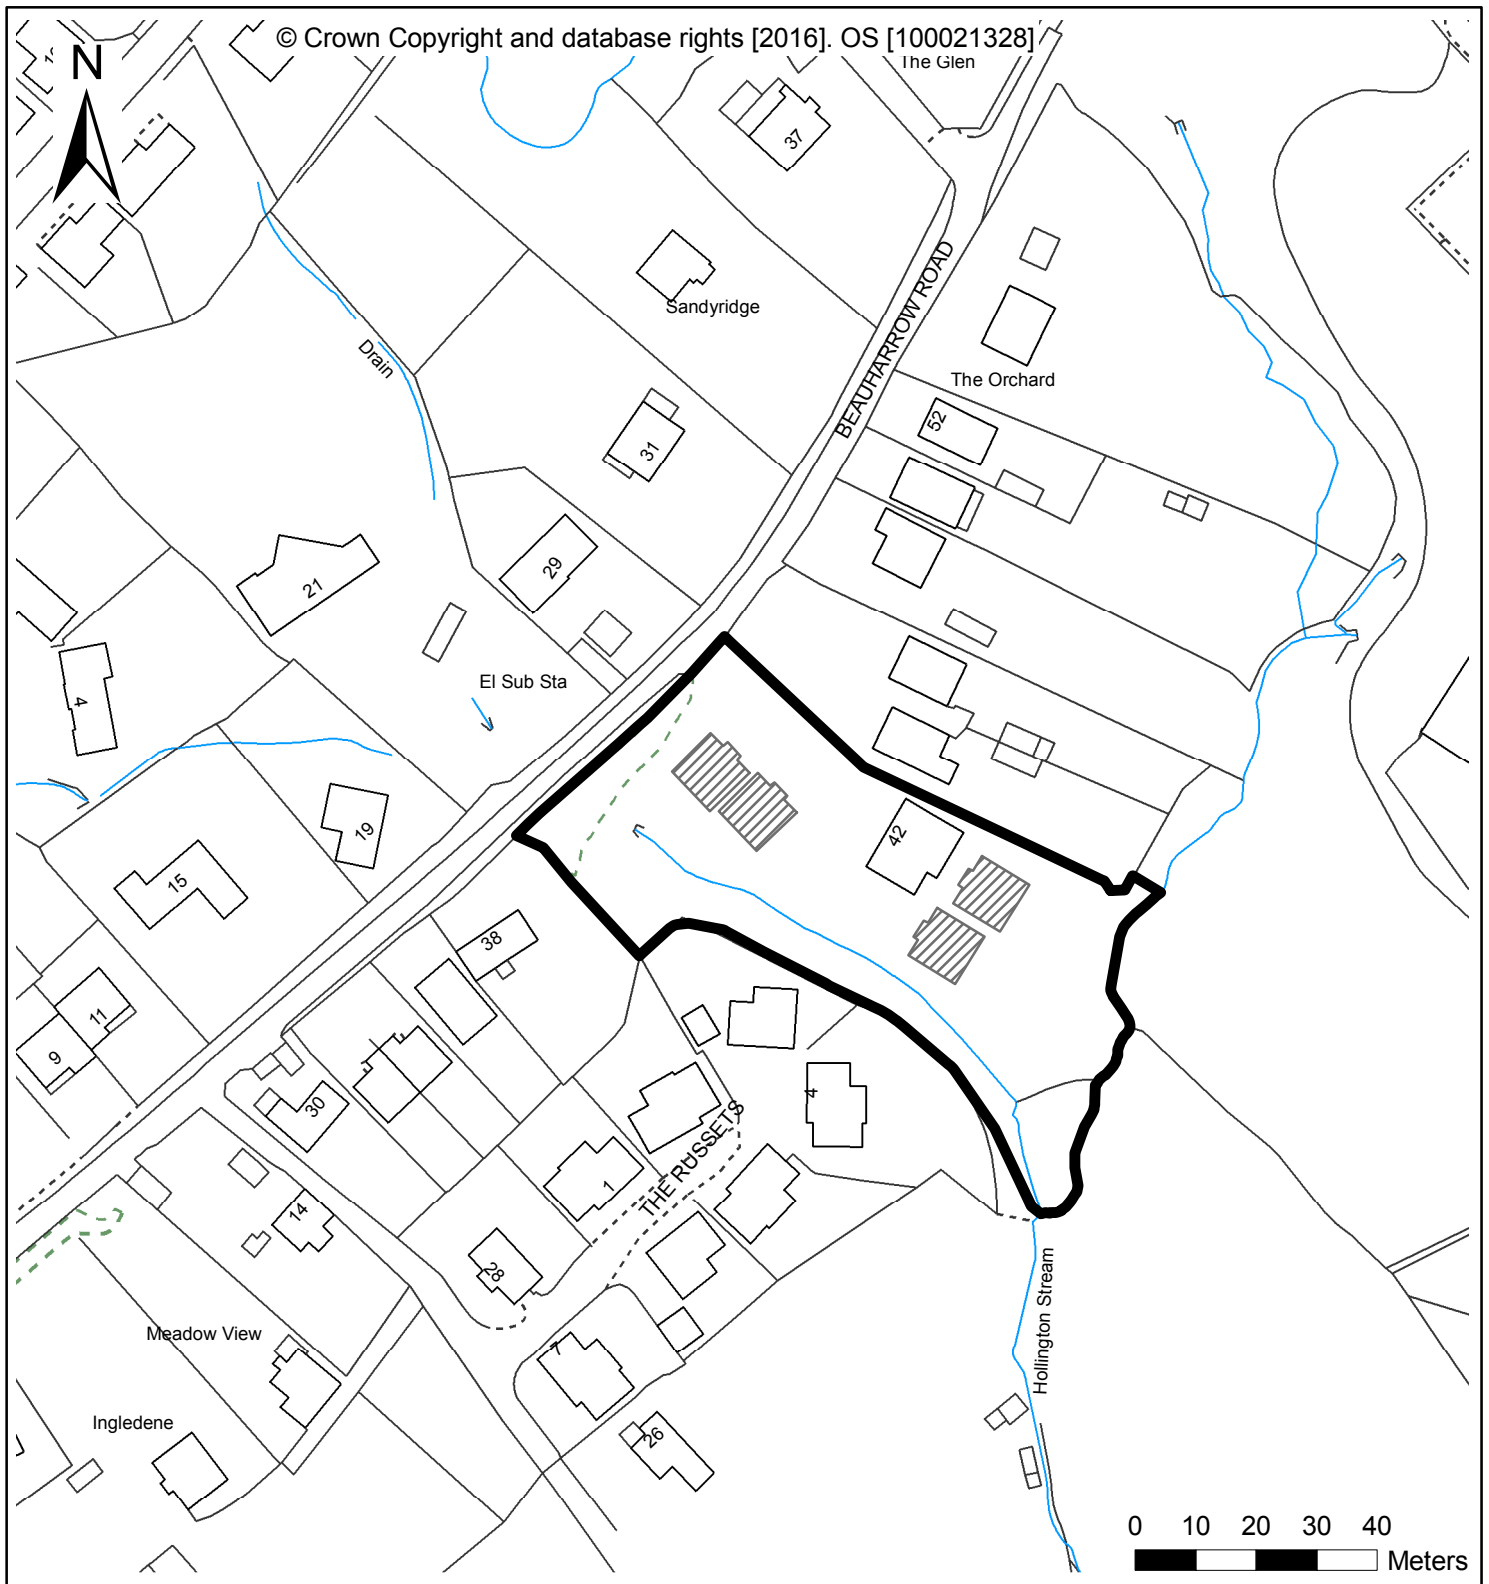 © Crown Copyright and database rights [2016]. OS [100021328]
N
The Glen
37
Sandyridge
BEAUHARROW ROAD
Drain
The Orchard
52
31
29
21
El Sub Sta
4
19
42
15
38
11
9
4
30
THE RUSSETS
1
14
28
Hollington Stream
Meadow View
7
Ingledene
26
0 10 20 30 40
Meters